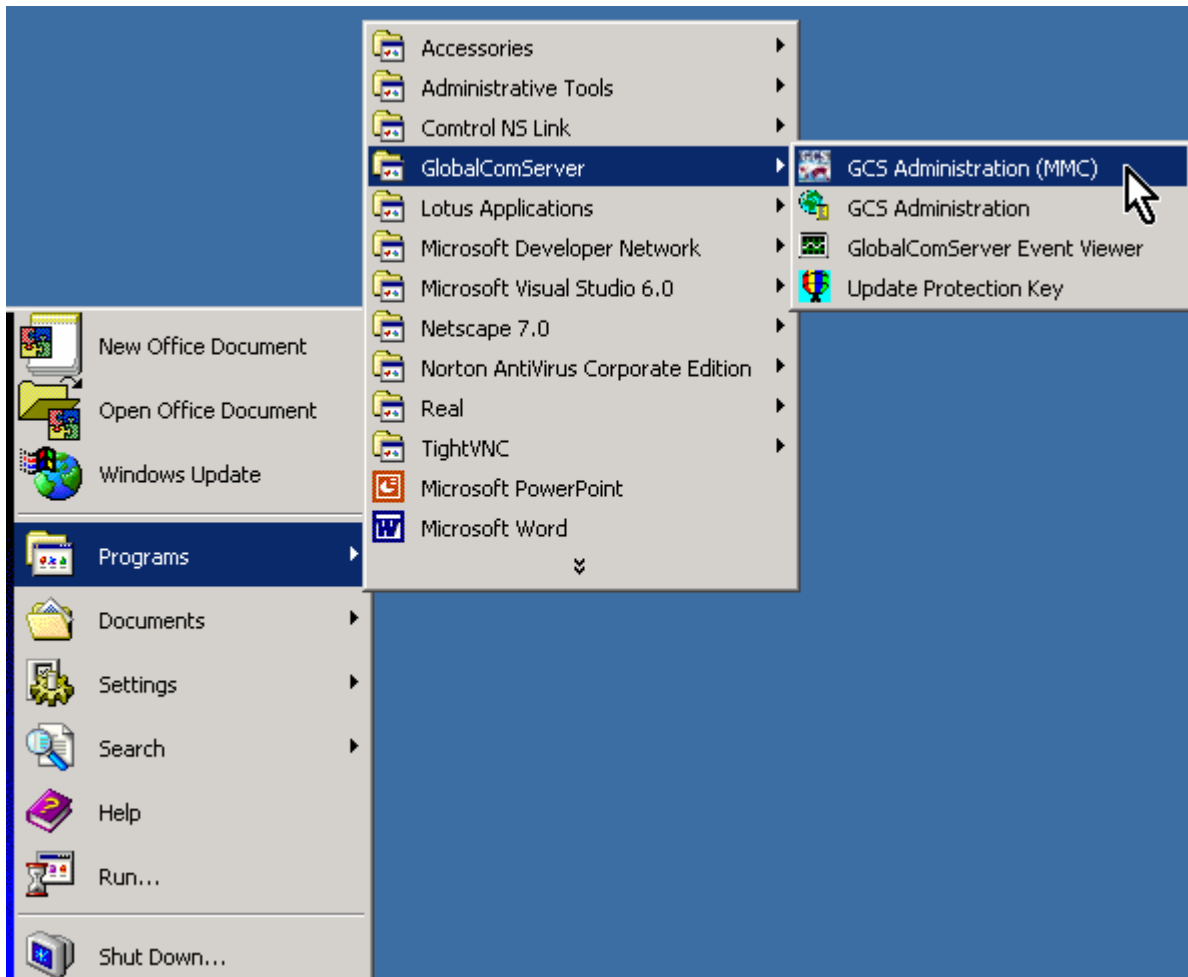 Accessories
Administrative Tools
Comtrol NS Link
GlobalComServer
Lotus Applications
Microsoft Developer Network
Microsoft Visual Studio 6.0
Netscape 7.0
Norton AntiVirus Corporate Edition
Real
TightVNC
Microsoft PowerPoint
Microsoft Word
GCS Administration (MMC)
GCS Administration
GlobalComServer Event Viewer
Update Protection Key
New Office Document
Open Office Document
Windows Update
Programs
Documents
Settings
Search
Help
Run...
Shut Down...